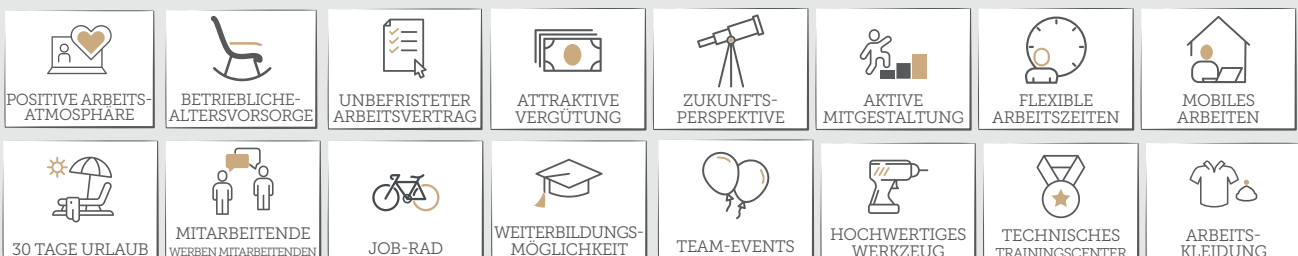 POSITIVE ARBEITS-
ATMOSPHÄRE
BETRIEBLICHE-
ALTERSVORSORGE
UNBEFRISTETER
ARBEITSVERTRAG
ATTRAKTIVE
VERGÜTUNG
ZUKUNFTS-
PERSPEKTIVE
AKTIVE
MITGESTALTUNG
FLEXIBLE
ARBEITSZEITEN
MOBILES
ARBEITEN
30 TAGE URLAUB
MITARBEITENDE
WERBEN MITARBEITENDEN
JOB-RAD
WEITERBILDUNGS-
MÖGLICHKEIT
TEAM-EVENTS
HOCHWERTIGES
WERKZEUG
TECHNISCHES
TRAININGSCENTER
ARBEITS-
KLEIDUNG